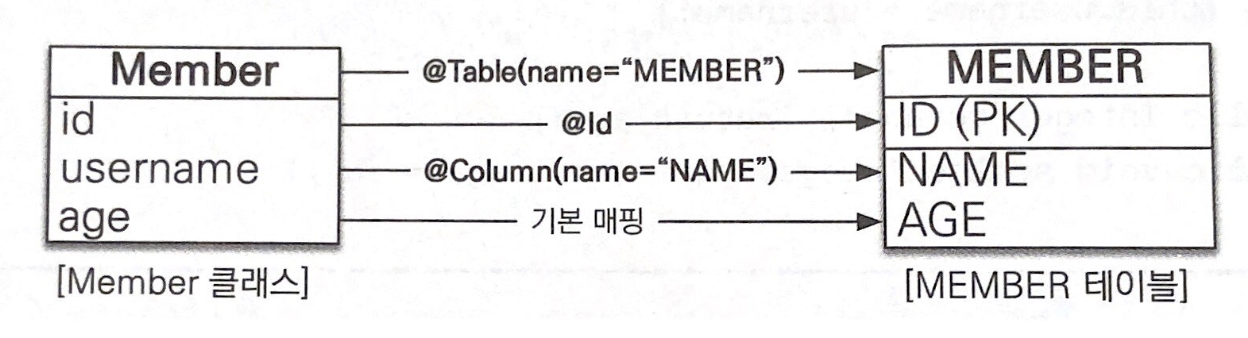 Member @Table(name=“MEMBER”) MEMBER
id @Id ID (PK)
username @Column(name=“NAME”) NAME
age 기본 매핑 AGE
[Member 클래스] [MEMBER 테이블]